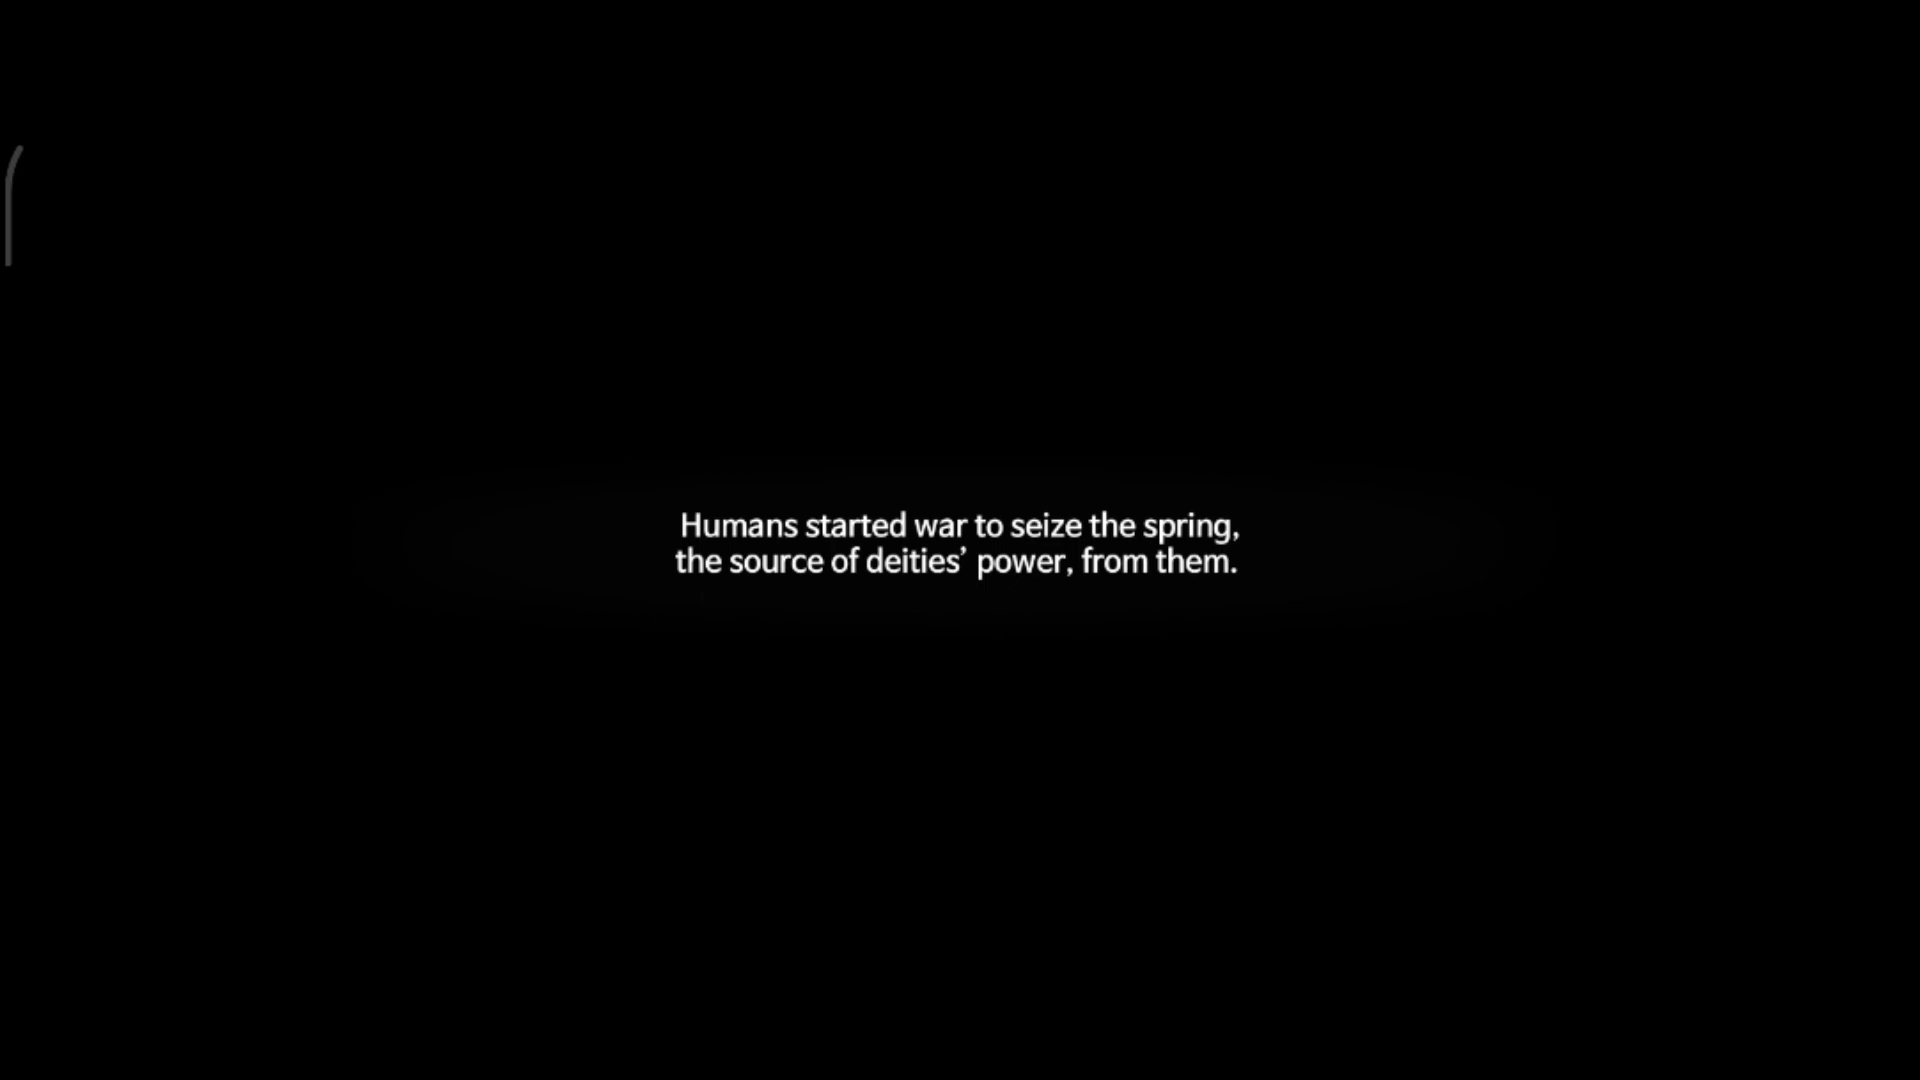 Humans started war to seize the spring,
the source of deities’ power, from them.